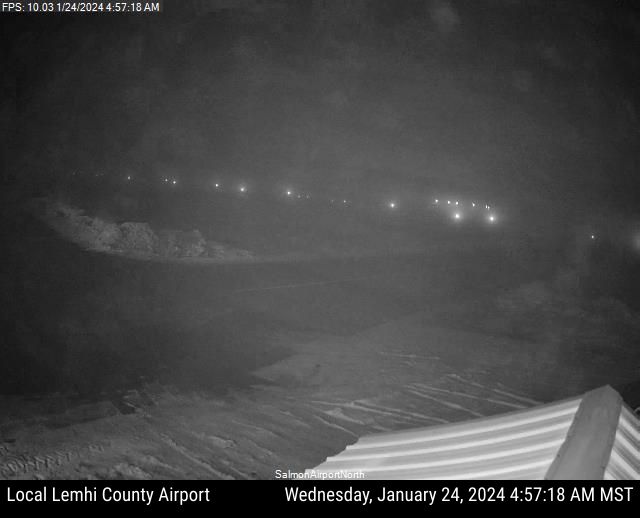 FPS: 10.03 1/24/2024 4:57:18 AM
SalmonAirportNorth
Local Lemhi County Airport Wednesday, January 24, 2024 4:57:18 AM MST